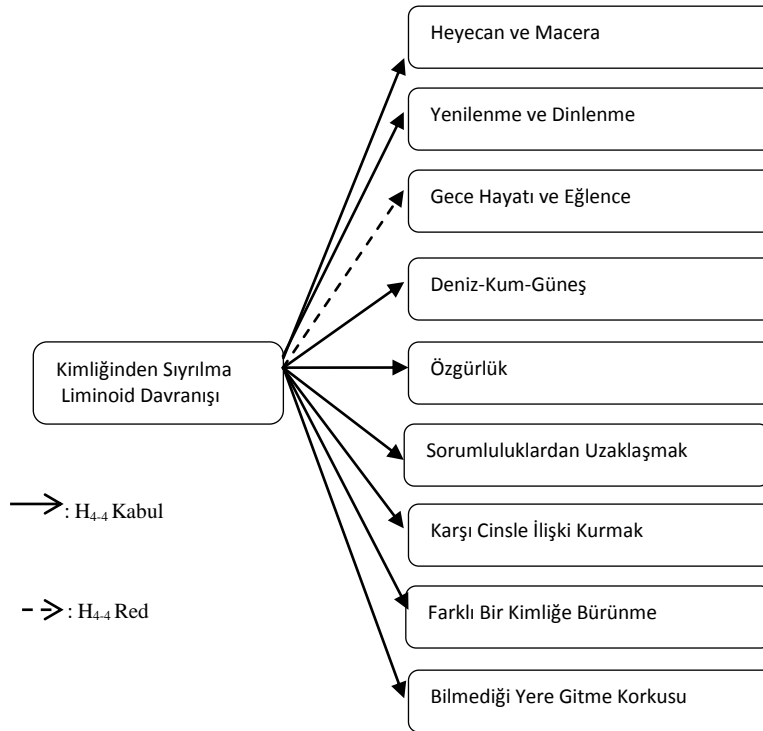 Heyecan ve Macera
Yenilenme ve Dinlenme
Gece Hayatı ve Eğlence
Deniz-Kum-Güneş
Kimliğinden Sıyrılma
Liminoid Davranışı
Özgürlük
Sorumluluklardan Uzaklaşmak
: H4-4 Kabul
Karşı Cinsle İlişki Kurmak
: H4-4 Red
Farklı Bir Kimliğe Bürünme
Bilmediği Yere Gitme Korkusu